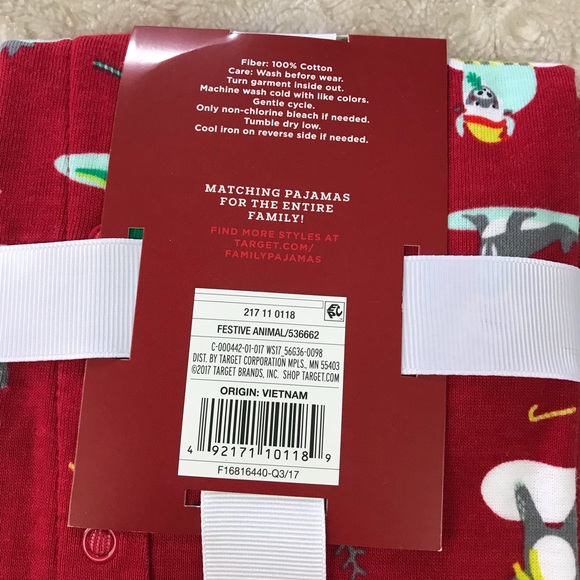 Fiber: 100% Cotton
Care: Wash before wear.
Turn garment inside out.
Machine wash cold with like colors.
Gentle cycle.
Only non-chlorine bleach if needed.
Tumble dry low.
Cool iron on reverse side if needed.
MATCHING PAJAMAS
FOR THE ENTIRE
FAMILY!
FIND MORE STYLES AT
TARGET.COM/
FAMILYPAJAMAS
217 11 0118
FESTIVE ANIMAL/536662
C-000442-01-017 WS17_56G36-0098
DIST. BY TARGET CORPORATION MPLS., MN 55403
©2017 TARGET BRANDS, INC. SHOP TARGET.COM
ORIGIN: VIETNAM
4 92171 10118 9
F16816440-Q3/17